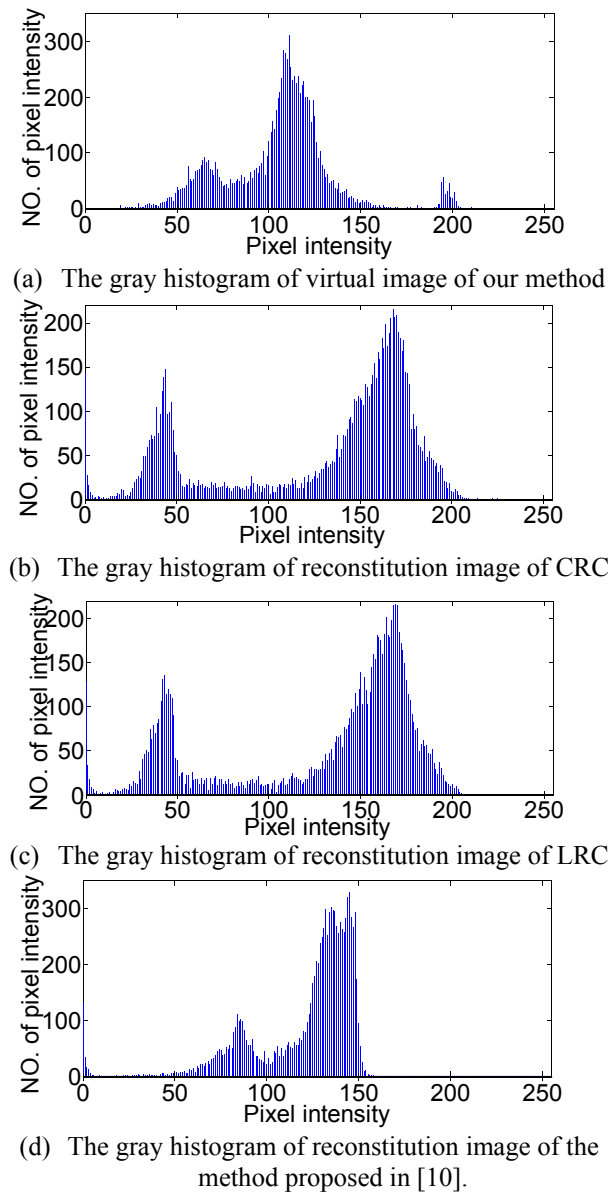 NO. of pixel intensity
300
200
100
0
0 50 100 150 200 250
Pixel intensity
(a) The gray histogram of virtual image of our method
NO. of pixel intensity
200
150
100
50
0
0 50 100 150 200 250
Pixel intensity
(b) The gray histogram of reconstitution image of CRC
NO. of pixel intensity
200
150
100
50
0
0 50 100 150 200 250
Pixel intensity
(c) The gray histogram of reconstitution image of LRC
NO. of pixel intensity
300
200
100
0
0 50 100 150 200 250
Pixel intensity
(d) The gray histogram of reconstitution image of the
method proposed in [10].